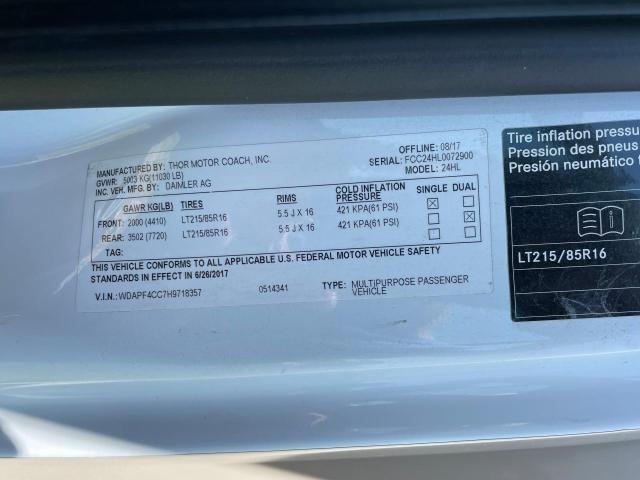 MANUFACTURED BY: THOR MOTOR COACH, INC. OFFLINE: 08/17
GVWR: 5003 KG(11030 LB) SERIAL: FCC24HL0072900
INC. VEH. MFD BY: DAIMLER AG MODEL: 24HL
GAWR KG(LB) TIRES RIMS COLD INFLATION PRESSURE SINGLE DUAL
FRONT: 2000 (4410) LT215/85R16 5.5 J X 16 421 KPA(61 PSI) ☒ ☐
REAR: 3502 (7720) LT215/85R16 5.5 J X 16 421 KPA(61 PSI) ☐ ☒
TAG: ☐ ☐
THIS VEHICLE CONFORMS TO ALL APPLICABLE U.S. FEDERAL MOTOR VEHICLE SAFETY
STANDARDS IN EFFECT IN 6/26/2017
V.I.N.: WDAPF4CC7H9718357 0514341 TYPE: MULTIPURPOSE PASSENGER
VEHICLE
Tire inflation pressu
Pression des pneus
Presión neumático
LT215/85R16